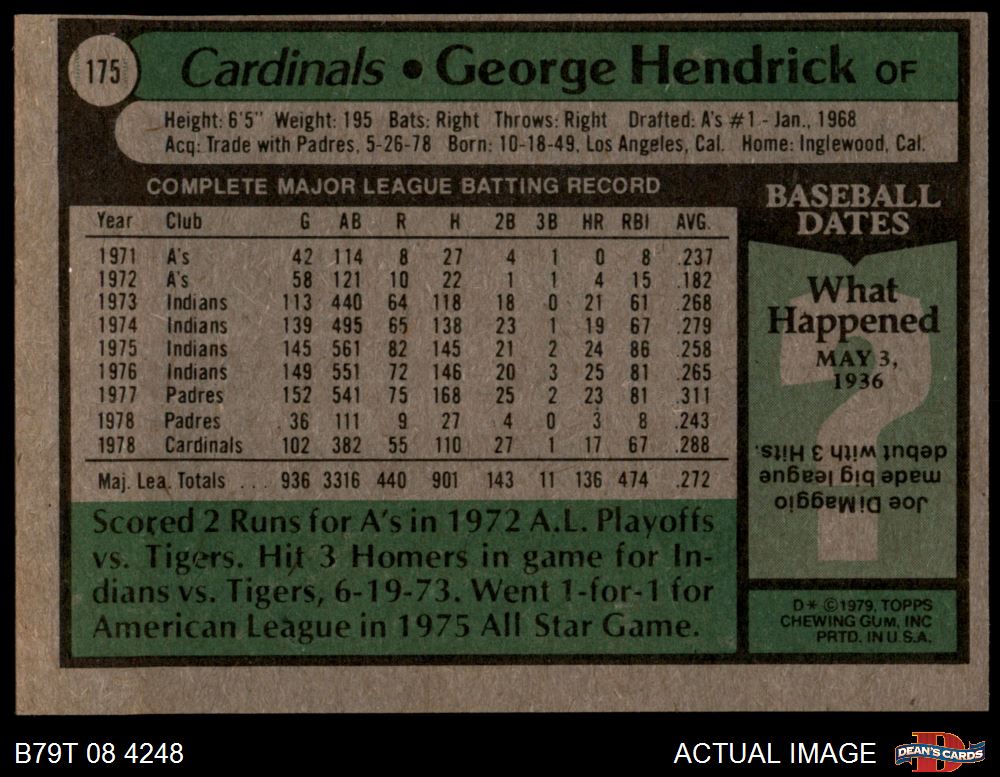 175 Cardinals • George Hendrick OF
Height: 6'5" Weight: 195 Bats: Right Throws: Right Drafted: A's #1 - Jan., 1968
Acq: Trade with Padres, 5-26-78 Born: 10-18-49, Los Angeles, Cal. Home: Inglewood, Cal.
COMPLETE MAJOR LEAGUE BATTING RECORD
Year Club G AB R H 2B 3B HR RBI AVG.
1971 A's 42 114 8 27 4 1 0 8 .237
1972 A's 58 121 10 22 1 1 4 15 .182
1973 Indians 113 440 64 118 18 0 21 61 .268
1974 Indians 139 495 65 138 23 1 19 67 .279
1975 Indians 145 561 82 145 21 2 24 86 .258
1976 Indians 149 551 72 146 20 3 25 81 .265
1977 Padres 152 541 75 168 25 2 23 81 .311
1978 Padres 36 111 9 27 4 0 3 8 .243
1978 Cardinals 102 382 55 110 27 1 17 67 .288
Maj. Lea. Totals ... 936 3316 440 901 143 11 136 474 .272
Scored 2 Runs for A's in 1972 A.L. Playoffs
vs. Tigers. Hit 3 Homers in game for In-
dians vs. Tigers, 6-19-73. Went 1-for-1 for
American League in 1975 All Star Game.
BASEBALL
DATES
What
Happened
MAY 3,
1936
?
Joe DiMaggio
made big league
debut with 3 Hits.
D* ©1979, TOPPS
CHEWING GUM, INC
PRTD. IN U.S.A.
B79T 08 4248
ACTUAL IMAGE
D
DEAN'S CARDS